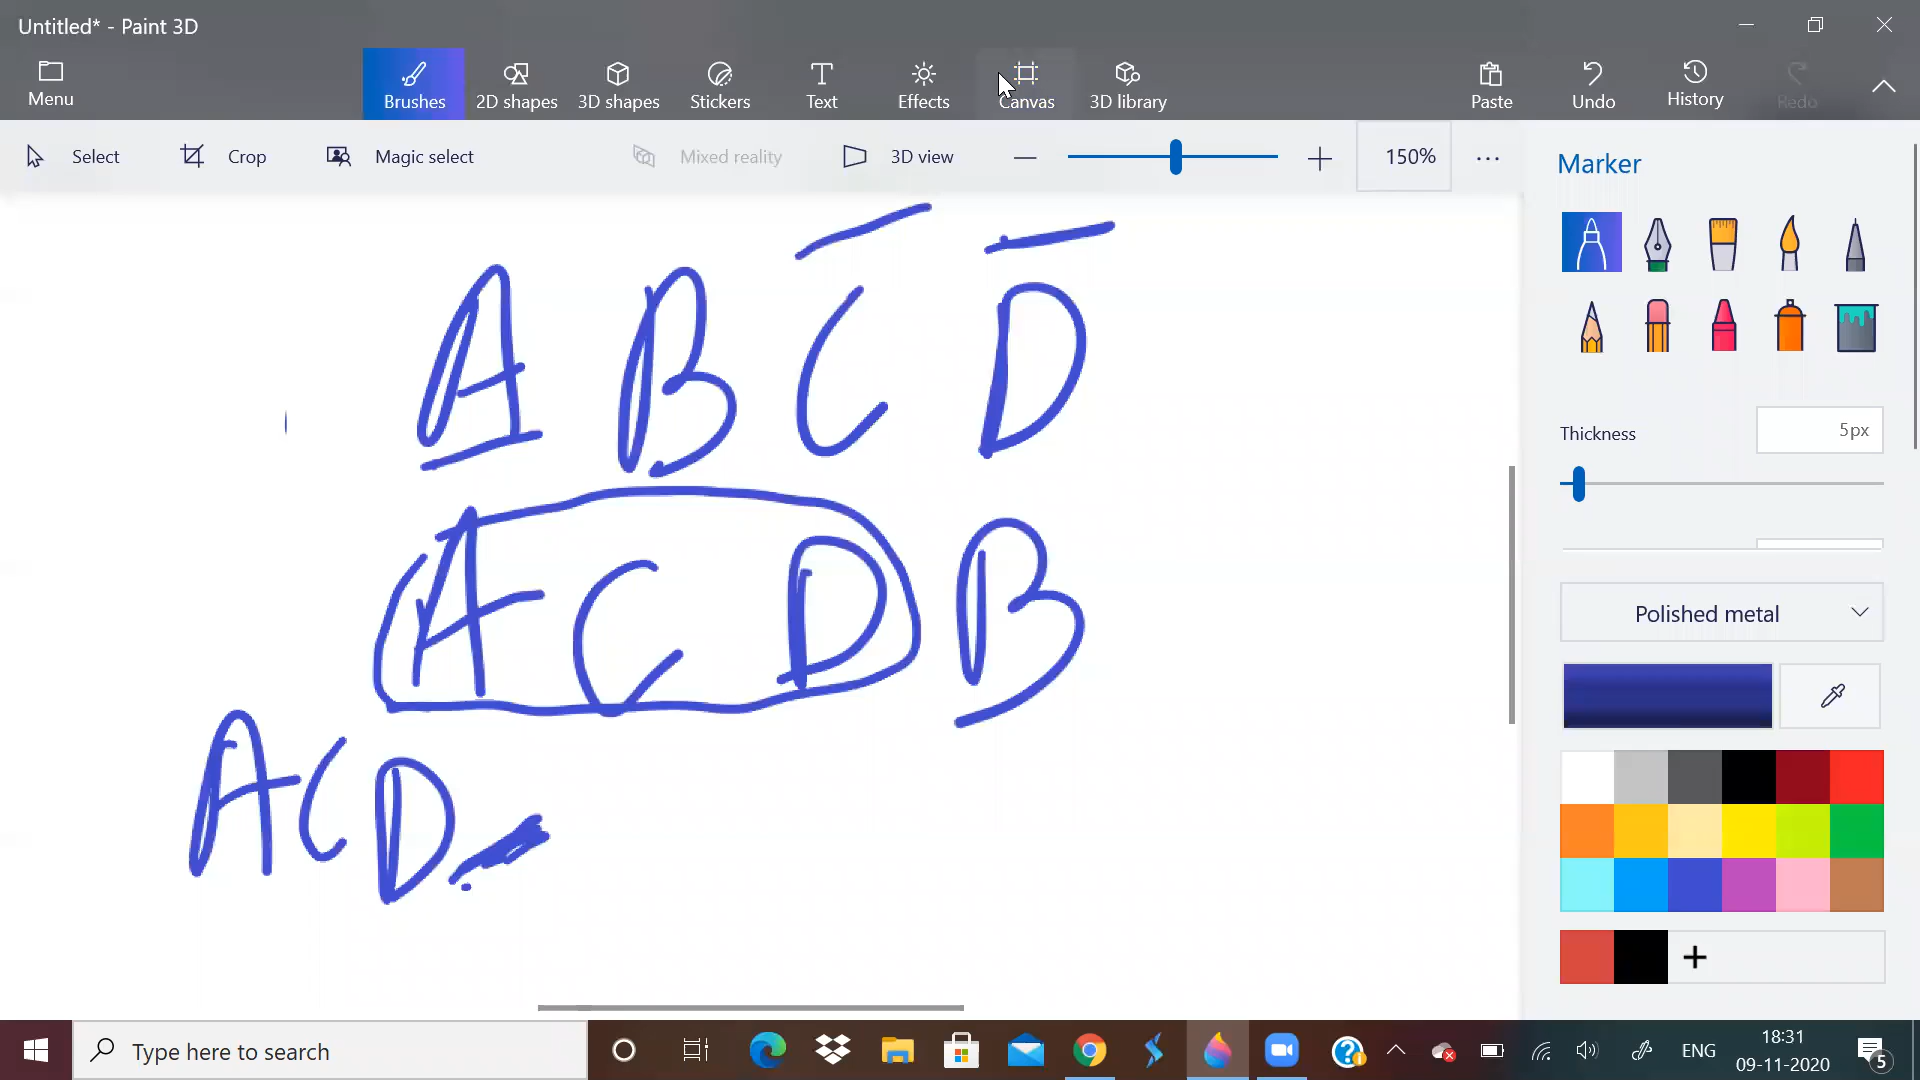 Untitled* - Paint 3D
Menu
Brushes 2D shapes 3D shapes Stickers Text Effects Canvas 3D library Paste Undo History Redo
Select Crop Magic select Mixed reality 3D view 150% ...
Marker
Thickness 5px
Polished metal
A B C D
A C D B
ACD
Type here to search
ENG
18:31
09-11-2020
5